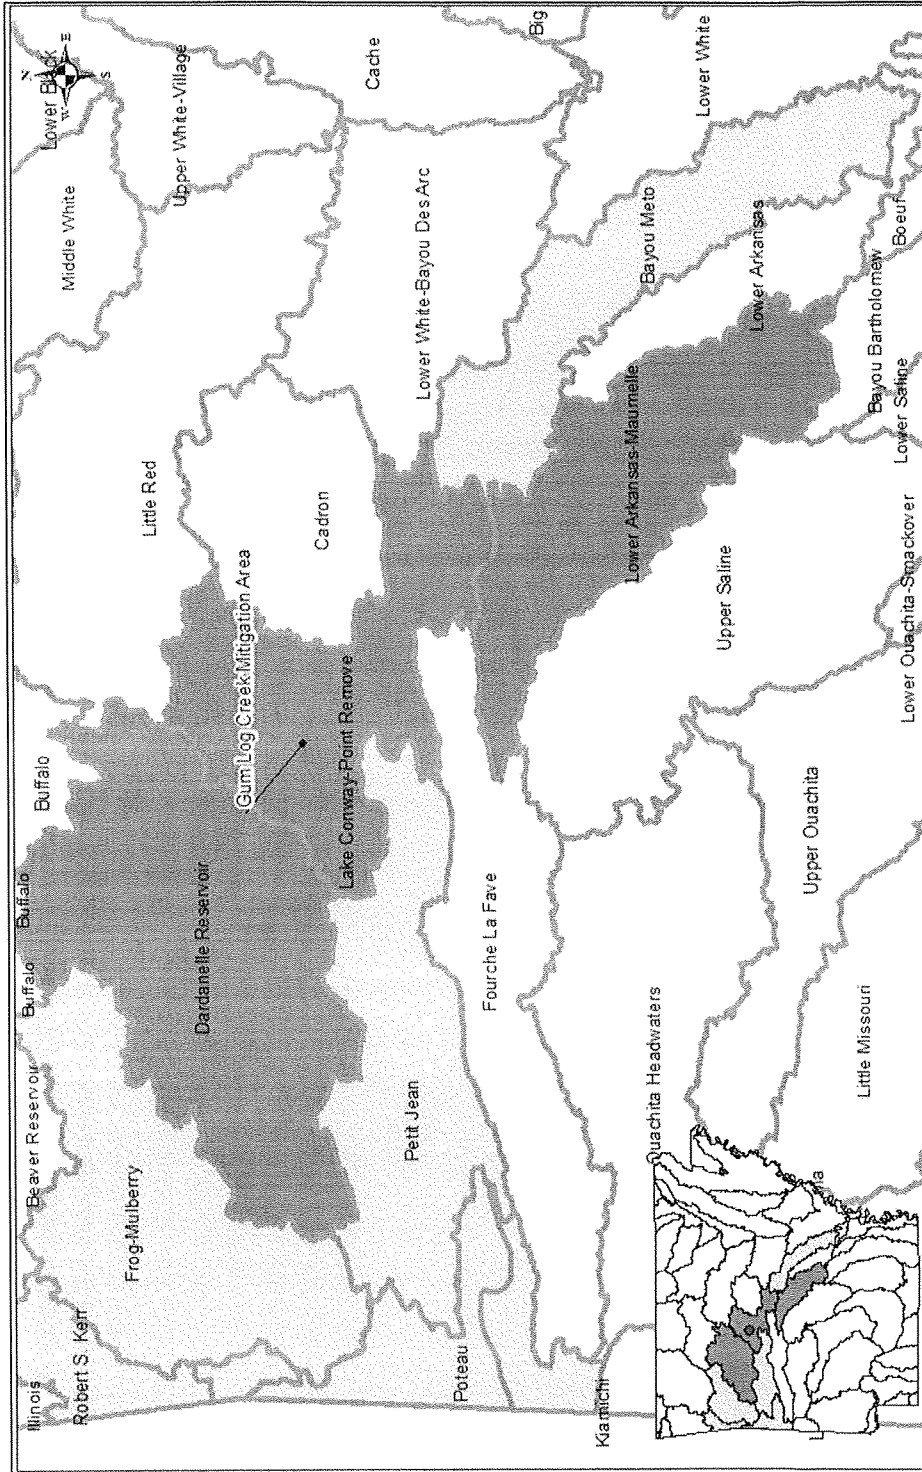 Illinois
Beaver Reservoir
Buffalo
Buffalo
Buffalo
Middle White
Lower Black
N
E
S
W
Robert S. Kerr
Frog-Mulberry
Little Red
Upper White-Village
Dardanelle Reservoir
Gum Log Creek Mitigation Area
Cadron
Cache
Lake Conway-Point Remove
Petit Jean
Lower White-Bayou Des Arc
Poteau
Fourche La Fave
Big
Kiamichi
Lower Arkansas-Maumelle
Bayou Meto
Lower White
Ouachita Headwaters
Upper Saline
Lower Arkansas
Upper Ouachita
Little Missouri
Bayou Bartholomew
Boeuf
Lower Saline
Lower Ouachita-Smackover